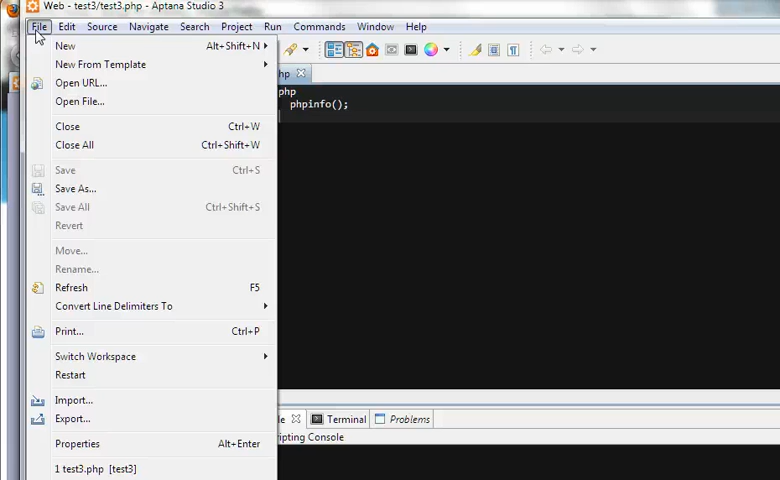 Web - test3/test3.php - Aptana Studio 3
File Edit Source Navigate Search Project Run Commands Window Help
New Alt+Shift+N
New From Template
Open URL...
Open File...
Close Ctrl+W
Close All Ctrl+Shift+W
Save Ctrl+S
Save As...
Save All Ctrl+Shift+S
Revert
Move...
Rename...
Refresh F5
Convert Line Delimiters To
Print... Ctrl+P
Switch Workspace
Restart
Import...
Export...
Properties Alt+Enter
1 test3.php [test3]
hp
php
phpinfo();
le Terminal Problems
ripting Console